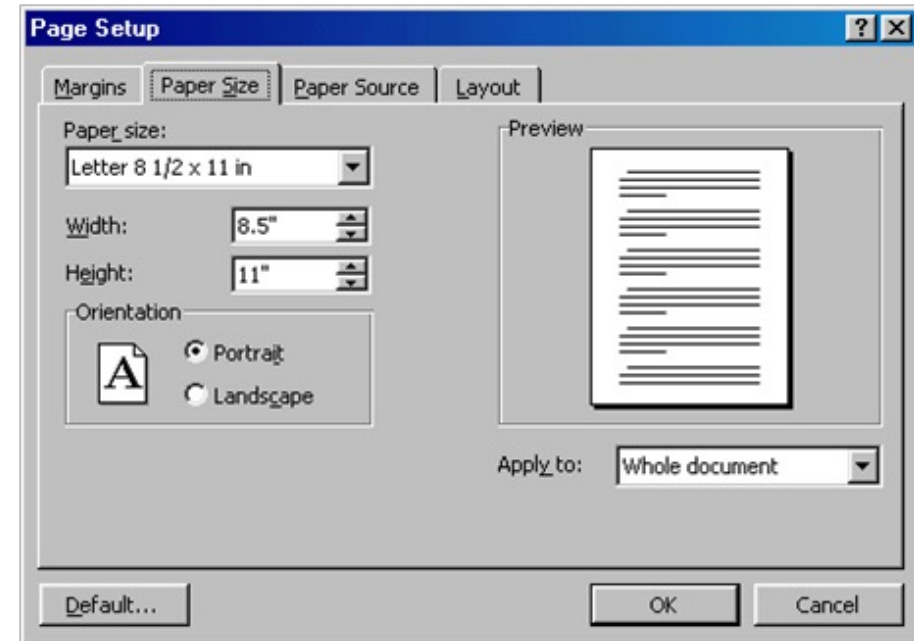 Page Setup
Margins Paper Size Paper Source Layout
Paper size:
Letter 8 1/2 x 11 in
Width: 8.5"
Height: 11"
Orientation
A
Portrait
Landscape
Preview
Apply to: Whole document
Default... OK Cancel